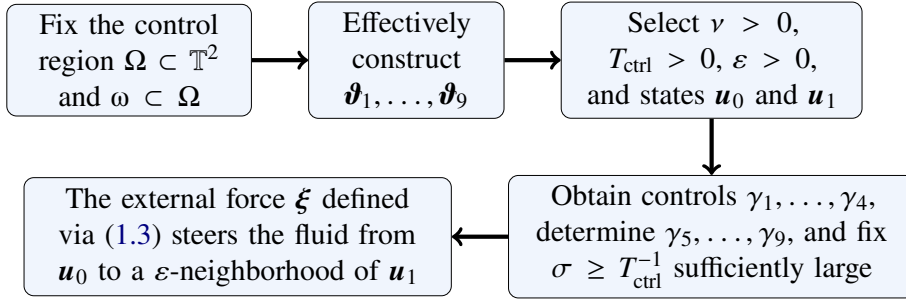 Fix the control
region Ω ⊂ 𝕋²
and ω ⊂ Ω
Effectively
construct
ϑ₁, . . . , ϑ₉
Select ν > 0,
T_ctrl > 0, ε > 0,
and states u₀ and u₁
Obtain controls γ₁, . . . , γ₄,
determine γ₅, . . . , γ₉, and fix
σ ≥ T_ctrl⁻¹ sufficiently large
The external force ξ defined
via (1.3) steers the fluid from
u₀ to a ε-neighborhood of u₁